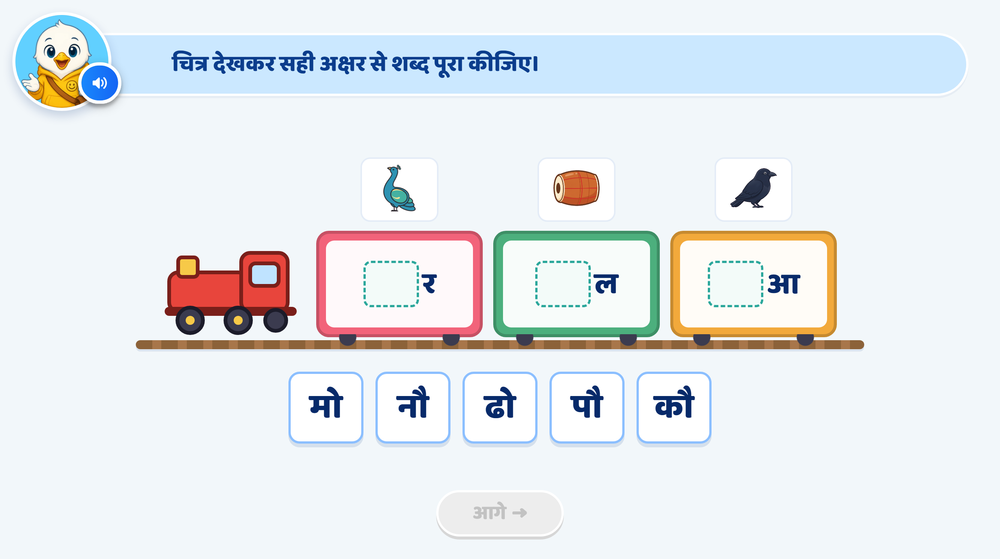 चित्र देखकर सही अक्षर से शब्द पूरा कीजिए।
र
ल
आ
मो नौ ढो पौ कौ
आगे →